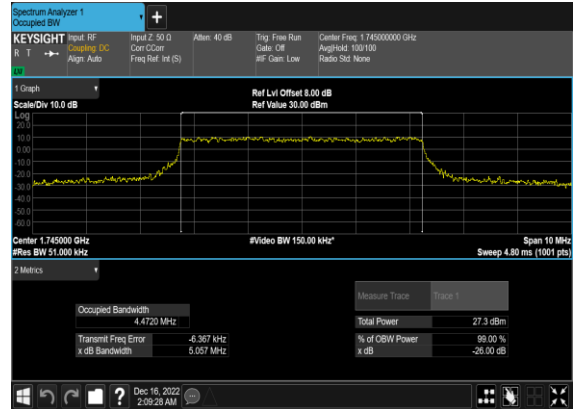 Spectrum Analyzer 1
Occupied BW
+
KEYSIGHT
R T
LM
Input: RF
Coupling: DC
Align: Auto
Input Z: 50 Ω
Corr CCorr
Freq Ref: Int (S)
Atten: 40 dB
Trig: Free Run
Gate: Off
#IF Gain: Low
Center Freq: 1.745000000 GHz
Avg|Hold: 100/100
Radio Std: None
1 Graph
Scale/Div 10.0 dB
Ref Lvl Offset 8.00 dB
Ref Value 30.00 dBm
Log
20.0
10.0
0.00
-10.0
-20.0
-30.0
-40.0
-50.0
-60.0
Center 1.745000 GHz
#Res BW 51.000 kHz
#Video BW 150.00 kHz*
Span 10 MHz
Sweep 4.80 ms (1001 pts)
2 Metrics
Measure Trace Trace 1
Occupied Bandwidth
4.4720 MHz
Total Power 27.3 dBm
Transmit Freq Error -6.367 kHz
% of OBW Power 99.00 %
x dB Bandwidth 5.057 MHz
x dB -26.00 dB
?
Dec 16, 2022
2:09:28 AM